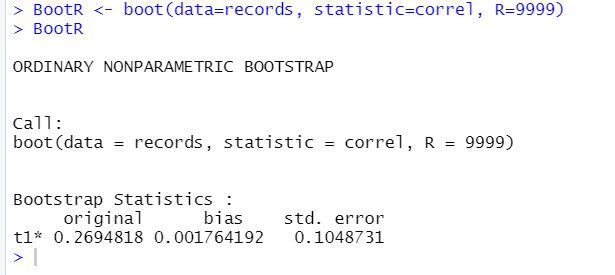 > BootR <- boot(data=records, statistic=correl, R=9999)
> BootR
ORDINARY NONPARAMETRIC BOOTSTRAP
Call:
boot(data = records, statistic = correl, R = 9999)
Bootstrap Statistics :
original bias std. error
t1* 0.2694818 0.001764192 0.1048731
>